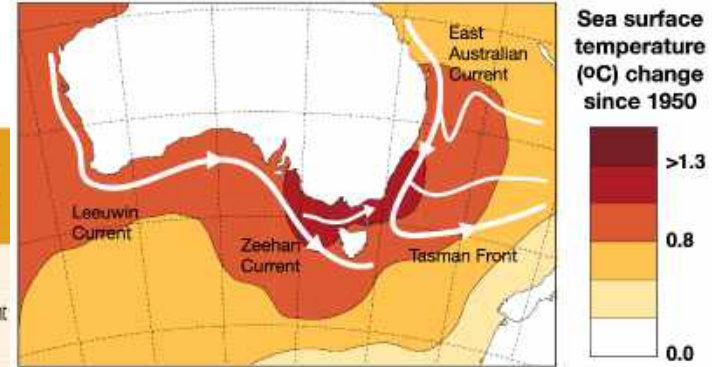 East
Australian
Current
Leeuwin
Current
Zeehan
Current
Tasman Front
Sea surface
temperature
(ºC) change
since 1950
>1.3
0.8
0.0